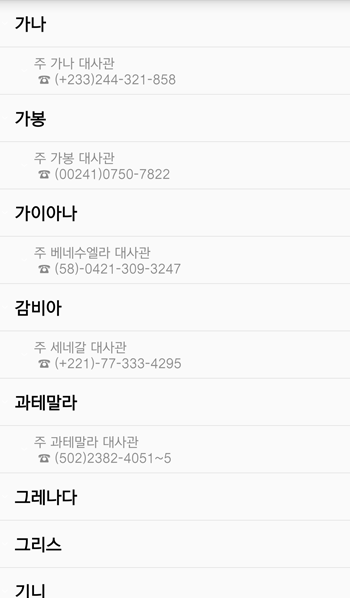 가나
주 가나 대사관
☎ (+233)244-321-858
가봉
주 가봉 대사관
☎ (00241)0750-7822
가이아나
주 베네수엘라 대사관
☎ (58)-0421-309-3247
감비아
주 세네갈 대사관
☎ (+221)-77-333-4295
과테말라
주 과테말라 대사관
☎ (502)2382-4051~5
그레나다
그리스
기니